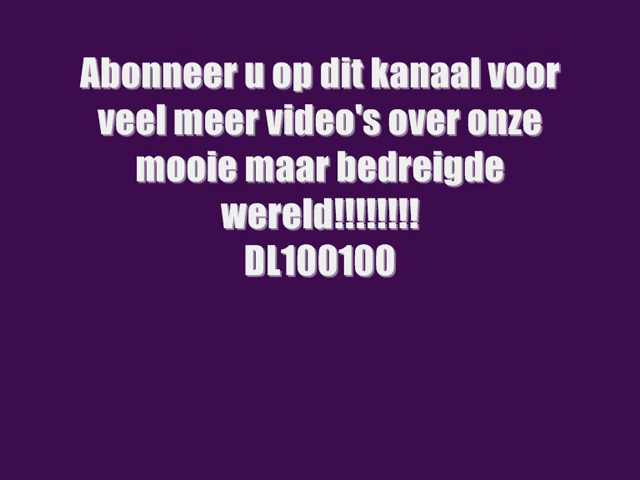 Abonneer u op dit kanaal voor
veel meer video's over onze
mooie maar bedreigde
wereld!!!!!!!!
DL100100